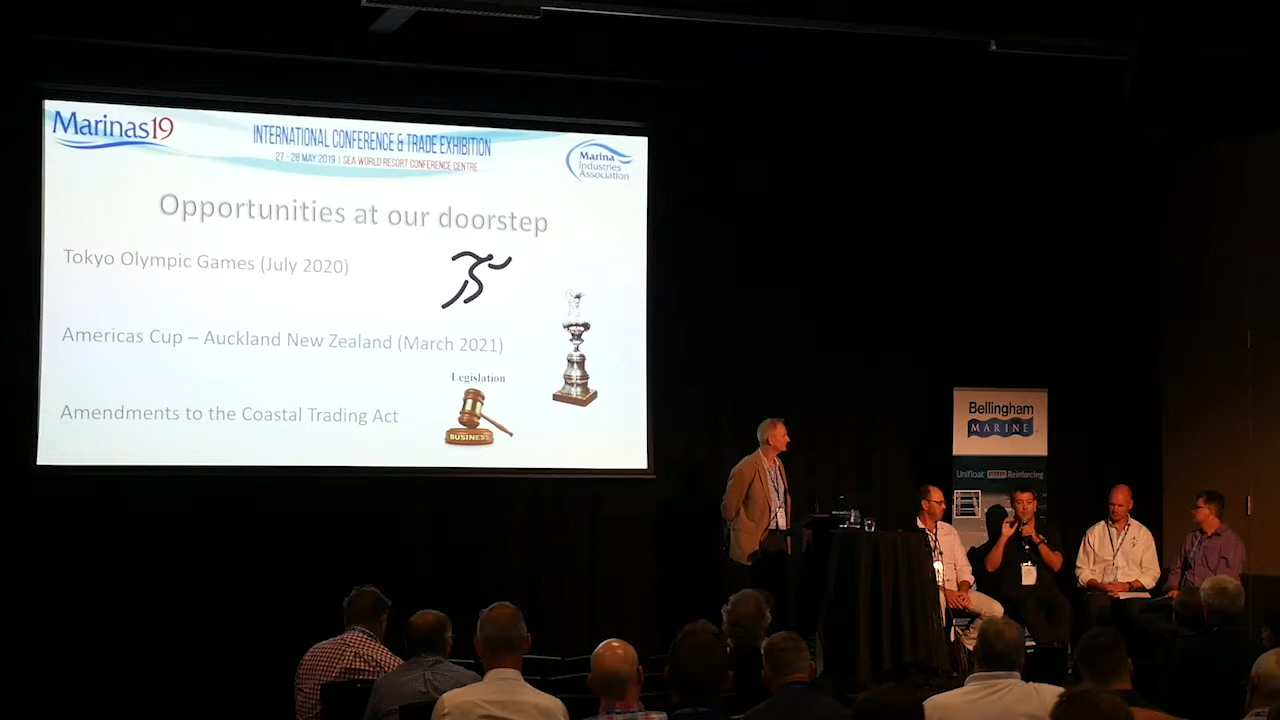 Marinas19
INTERNATIONAL CONFERENCE & TRADE EXHIBITION
27 - 28 MAY 2019 | SEA WORLD RESORT CONFERENCE CENTRE
Marina
Industries
Association
Opportunities at our doorstep
Tokyo Olympic Games (July 2020)
Americas Cup – Auckland New Zealand (March 2021)
Legislation
Amendments to the Coastal Trading Act
BUSINESS
Bellingham
MARINE
Unifloat
Reinforcing